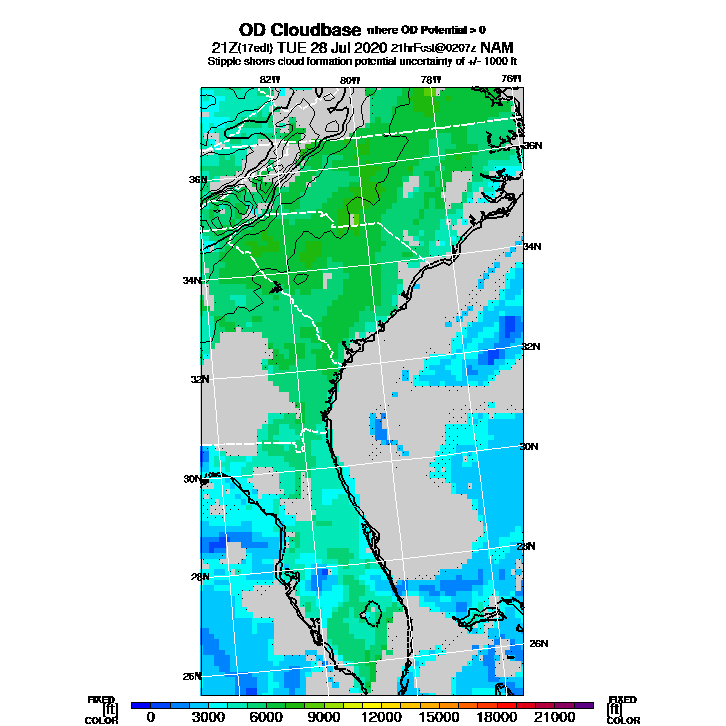 OD Cloudbase where OD Potential > 0
21Z(17edt) TUE 28 Jul 2020 21hrFcst@0207z NAM
Stipple shows cloud formation potential uncertainty of +/- 1000 ft
82W 80W 78W 76W
36N
36N
34N
34N
32N
32N
30N
30N
28N
28N
26N
26N
FIXED FIXED
[ft] 0 3000 6000 9000 12000 15000 18000 21000 [ft]
COLOR COLOR